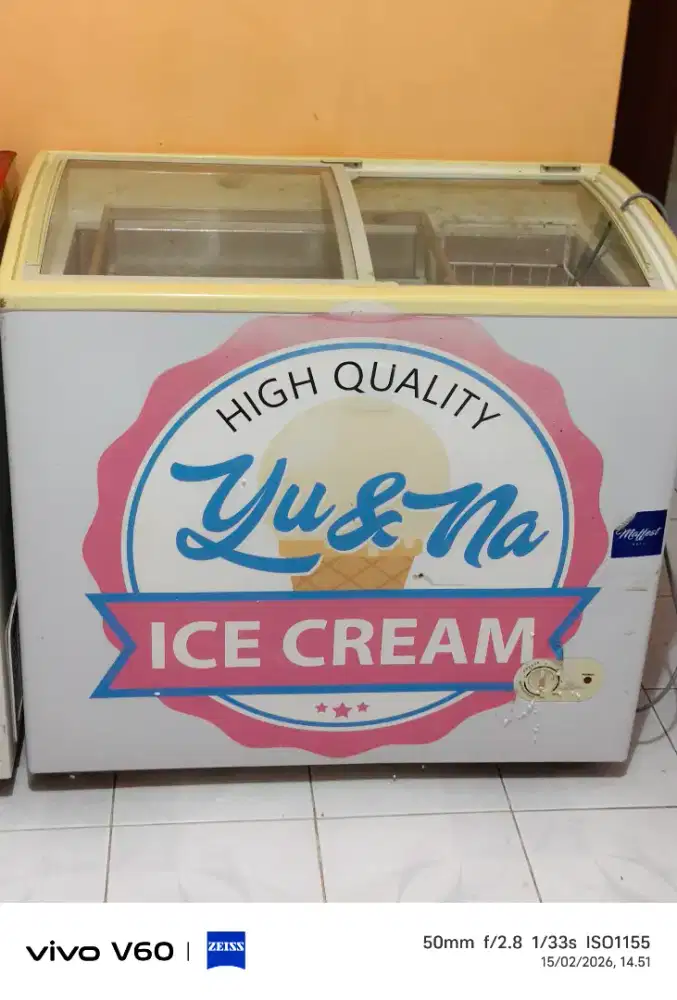 HIGH QUALITY
Yu&Na
ICE CREAM
Maffest
vivo V60 | ZEISS
50mm f/2.8 1/33s ISO1155
15/02/2026, 14.51